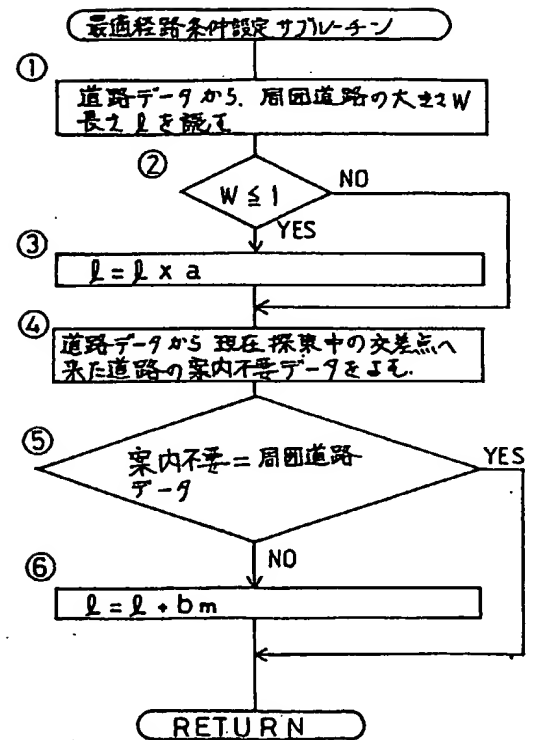 最適経路条件設定サブルーチン
①
道路データから、周囲道路の大きさW
長さlを読む
②
W≦1
NO
YES
③
l = l x a
④
道路データから現在探索中の交差点へ
来た道路の案内不要データをよむ.
⑤
案内不要=周囲道路
データ
YES
NO
⑥
l = l + bm
RETURN